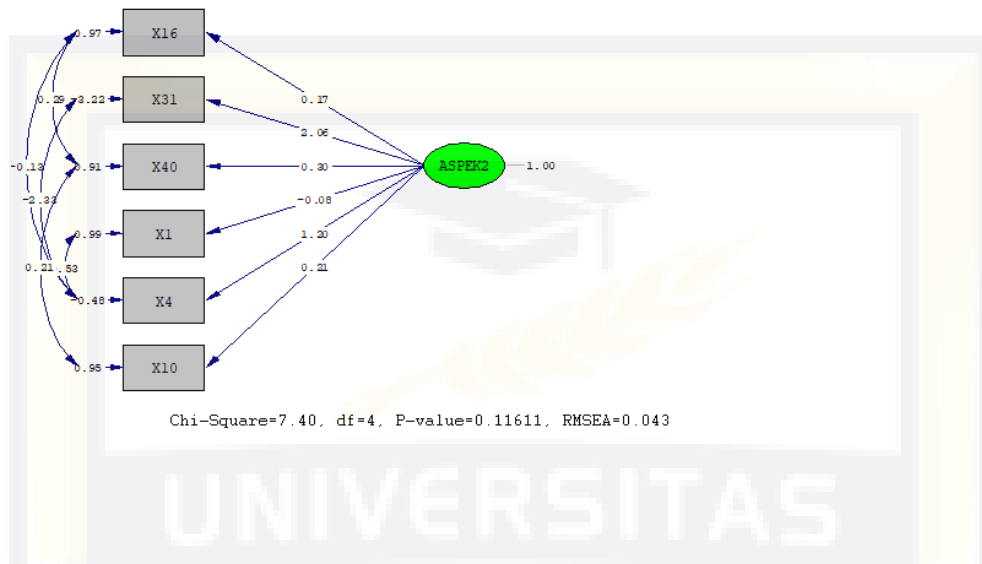 0.97 X16
0.29 -3.22 X31 0.17
2.06
-0.13 0.91 X40 0.30 ASPEK2 1.00
-2.33 -0.08
0.99 X1 1.20
0.21 .53 0.21
-0.48 X4
0.95 X10
Chi-Square=7.40, df=4, P-value=0.11611, RMSEA=0.043
UNIVERSITAS